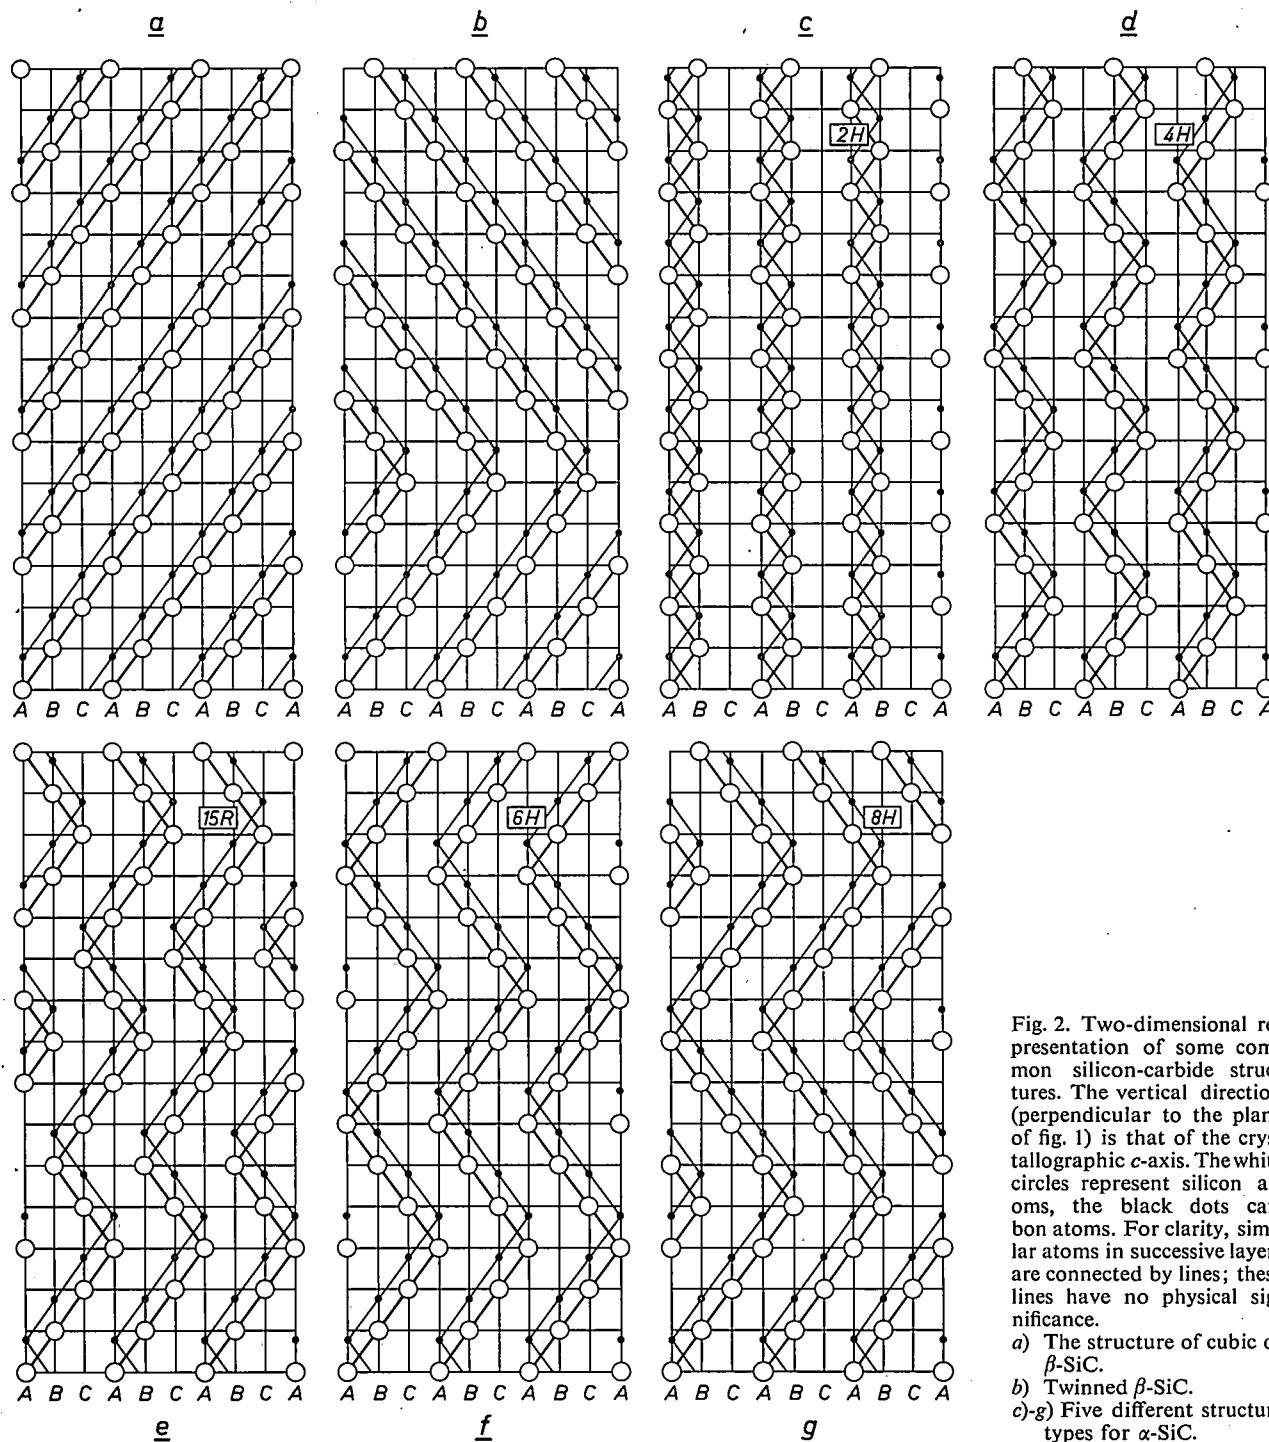 a b c d
2H 4H
A B C A B C A B C A A B C A B C A B C A A B C A B C A B C A A B C A B C A B C A
15R 6H 8H
A B C A B C A B C A A B C A B C A B C A A B C A B C A B C A
e f g
Fig. 2. Two-dimensional re
presentation of some com
mon silicon-carbide struc
tures. The vertical direction
(perpendicular to the plan
of fig. 1) is that of the crys
tallographic c-axis. The whit
circles represent silicon a
oms, the black dots ca
bon atoms. For clarity, sim
lar atoms in successive layer
are connected by lines; thes
lines have no physical sig
nificance.
a) The structure of cubic o
β-SiC.
b) Twinned β-SiC.
c)-g) Five different structur
types for α-SiC.